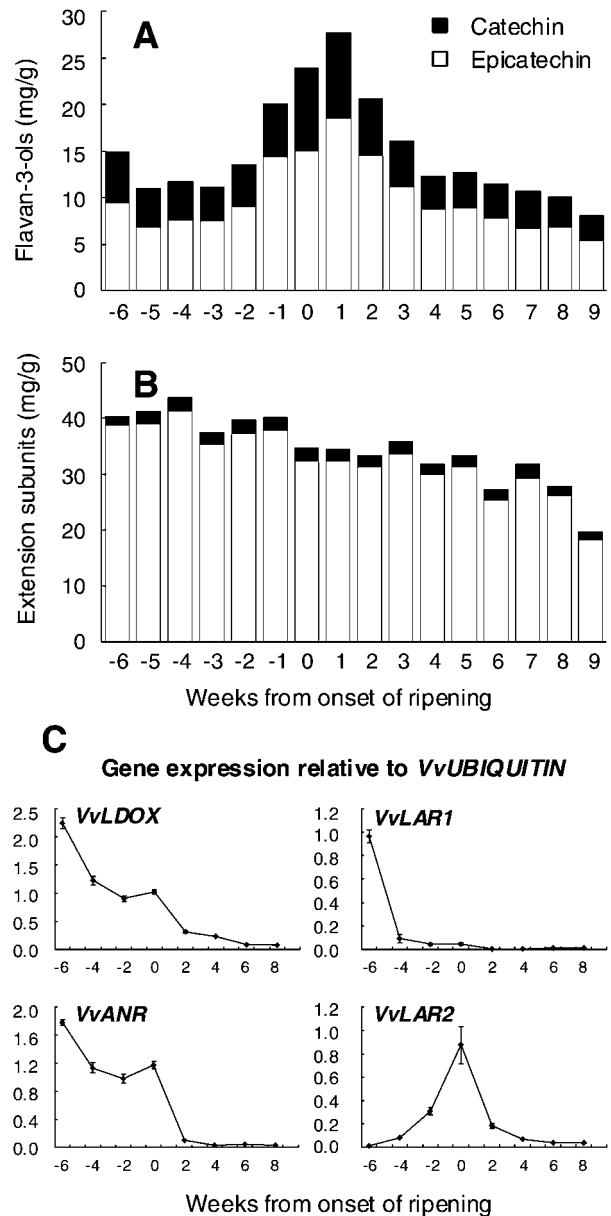 A
Catechin
Epicatechin
Flavan-3-ols (mg/g)
30
25
20
15
10
5
0
-6 -5 -4 -3 -2 -1 0 1 2 3 4 5 6 7 8 9
B
Extension subunits (mg/g)
50
40
30
20
10
0
-6 -5 -4 -3 -2 -1 0 1 2 3 4 5 6 7 8 9
Weeks from onset of ripening
C
Gene expression relative to VvUBIQUITIN
VvLDOX
2.5
2.0
1.5
1.0
0.5
0.0
-6 -4 -2 0 2 4 6 8
VvLAR1
1.2
1.0
0.8
0.6
0.4
0.2
0.0
-6 -4 -2 0 2 4 6 8
VvANR
2.0
1.6
1.2
0.8
0.4
0.0
-6 -4 -2 0 2 4 6 8
VvLAR2
1.2
1.0
0.8
0.6
0.4
0.2
0.0
-6 -4 -2 0 2 4 6 8
Weeks from onset of ripening